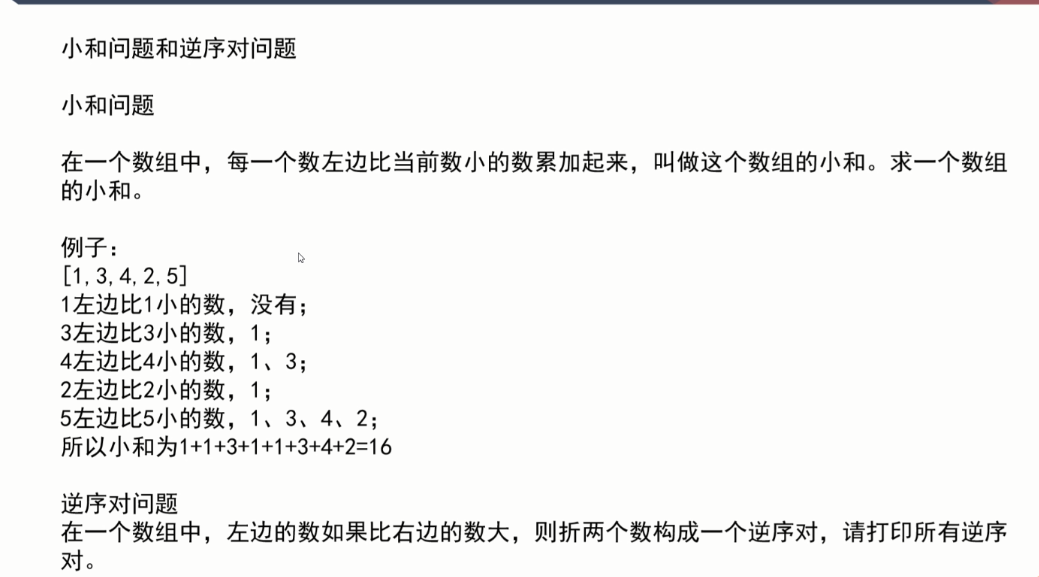 小和问题和逆序对问题
小和问题
在一个数组中，每一个数左边比当前数小的数累加起来，叫做这个数组的小和。求一个数组
的小和。
例子：
[1,3,4,2,5]
1左边比1小的数，没有；
3左边比3小的数，1；
4左边比4小的数，1、3；
2左边比2小的数，1；
5左边比5小的数，1、3、4、2；
所以小和为1+1+3+1+1+3+4+2=16
逆序对问题
在一个数组中，左边的数如果比右边的数大，则折两个数构成一个逆序对，请打印所有逆序
对。